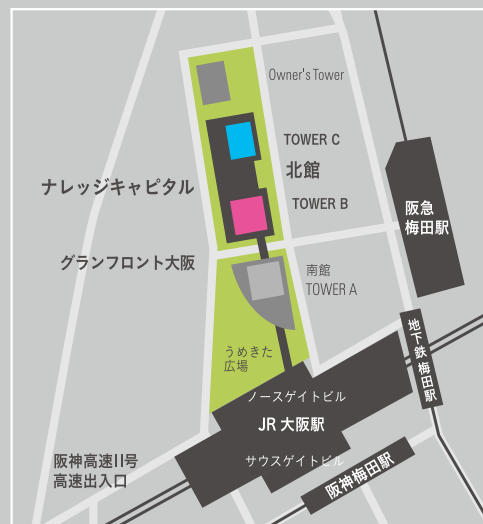 Owner's Tower
TOWER C
北館
ナレッジキャピタル
TOWER B
阪急
梅田駅
グランフロント大阪
南館
TOWER A
地下鉄梅田駅
うめきた
広場
ノースゲイトビル
JR 大阪駅
サウスゲイトビル
阪神高速11号
高速出入口
阪神梅田駅